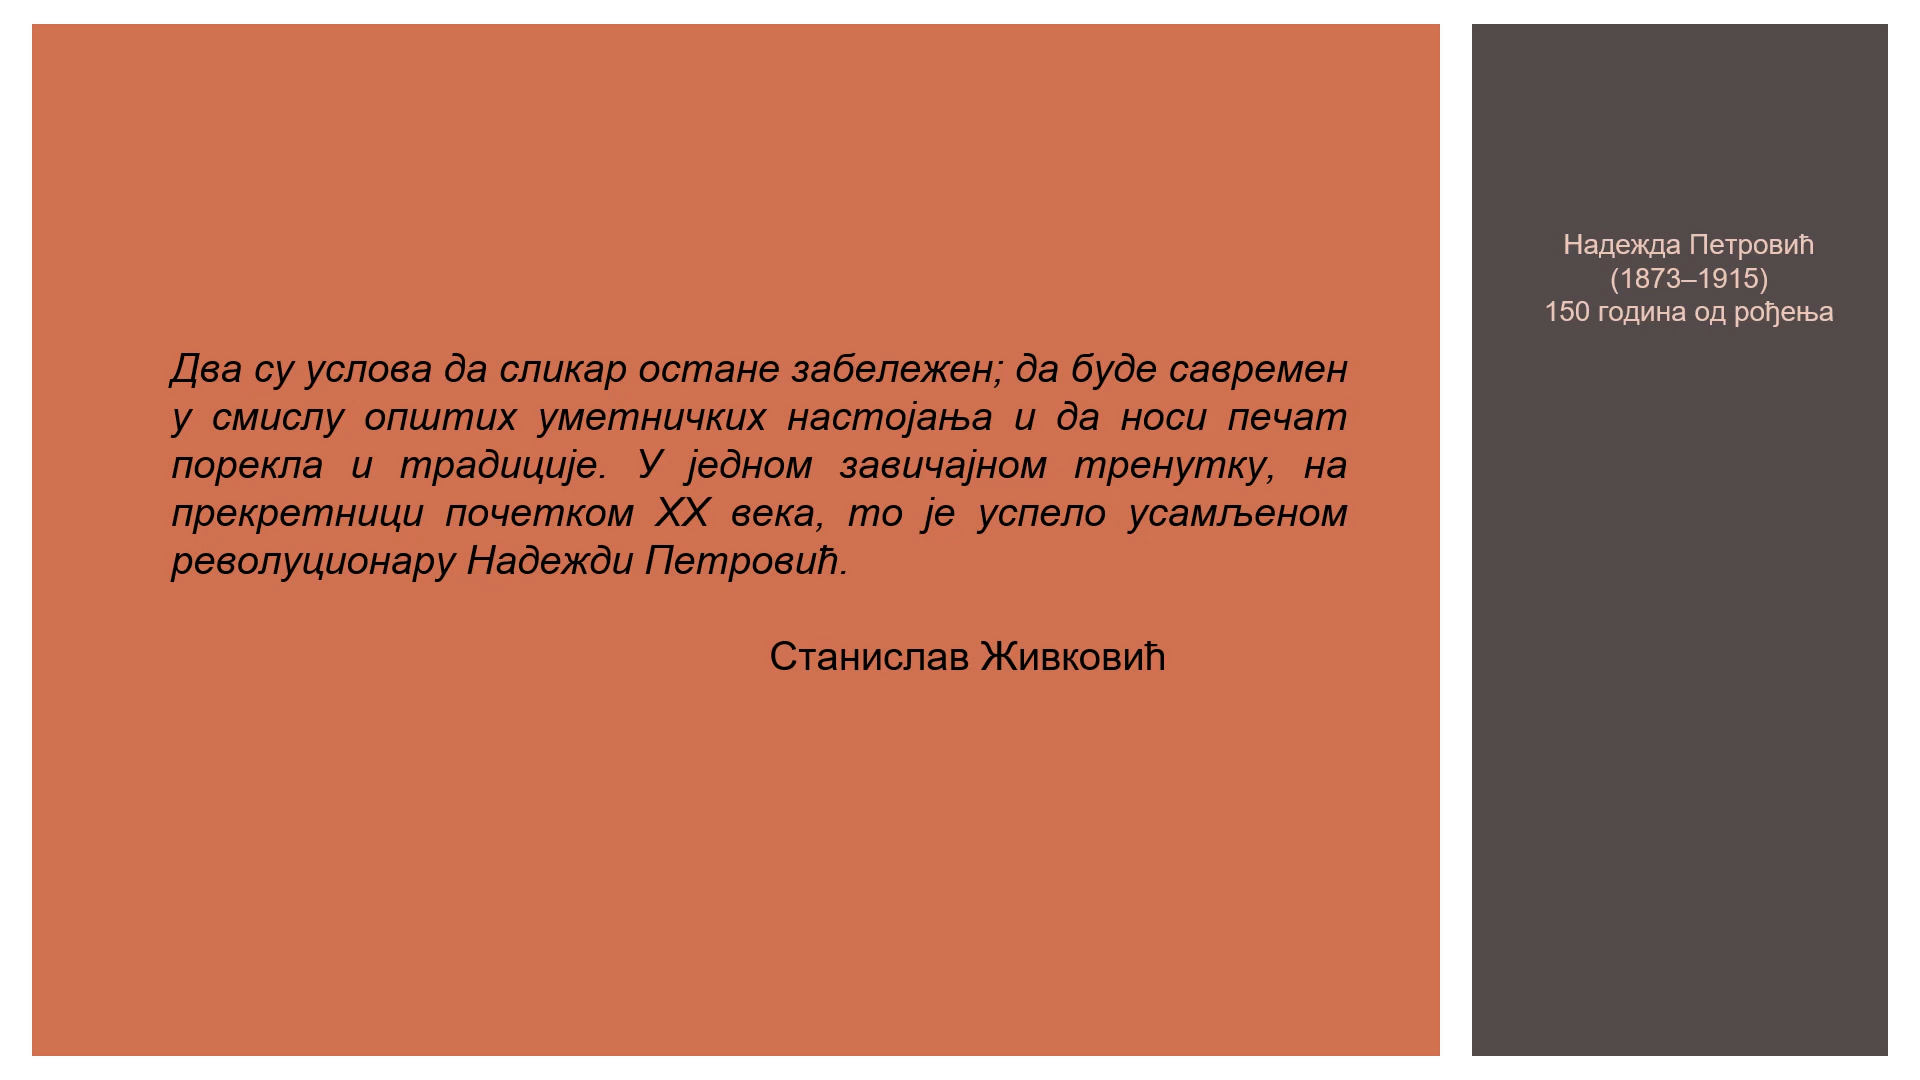 Два су услова да сликар остане забележен; да буде савремен
у смислу општих уметничких настојања и да носи печат
порекла и традиције. У једном завичајном тренутку, на
прекретници почетком XX века, то је успело усамљеном
револуционару Надежди Петровић.
Станислав Живковић
Надежда Петровић
(1873–1915)
150 година од рођења